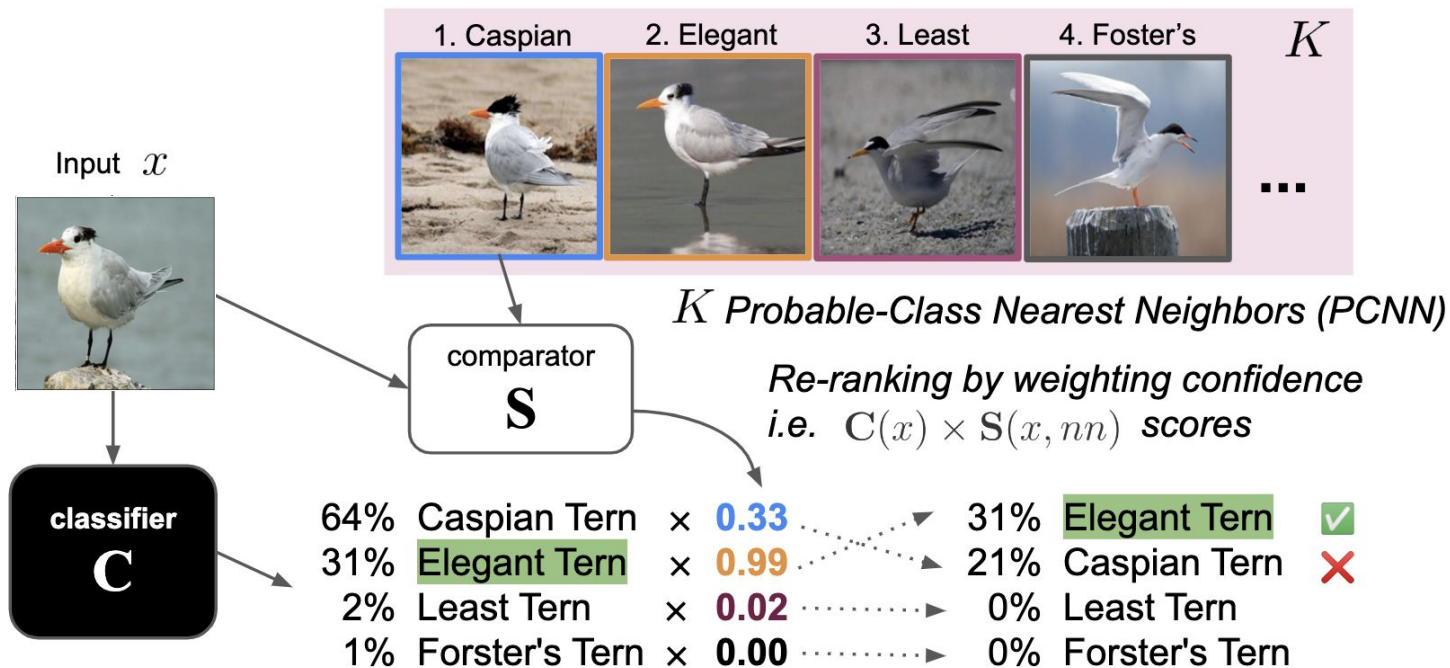 1. Caspian
2. Elegant
3. Least
4. Foster's
K
...
Input x
K Probable-Class Nearest Neighbors (PCNN)
comparator
S
Re-ranking by weighting confidence
i.e. C(x) × S(x, nn) scores
classifier
C
64% Caspian Tern × 0.33
31% Elegant Tern × 0.99
2% Least Tern × 0.02
1% Forster's Tern × 0.00
31% Elegant Tern ✅
21% Caspian Tern ❌
0% Least Tern
0% Forster's Tern